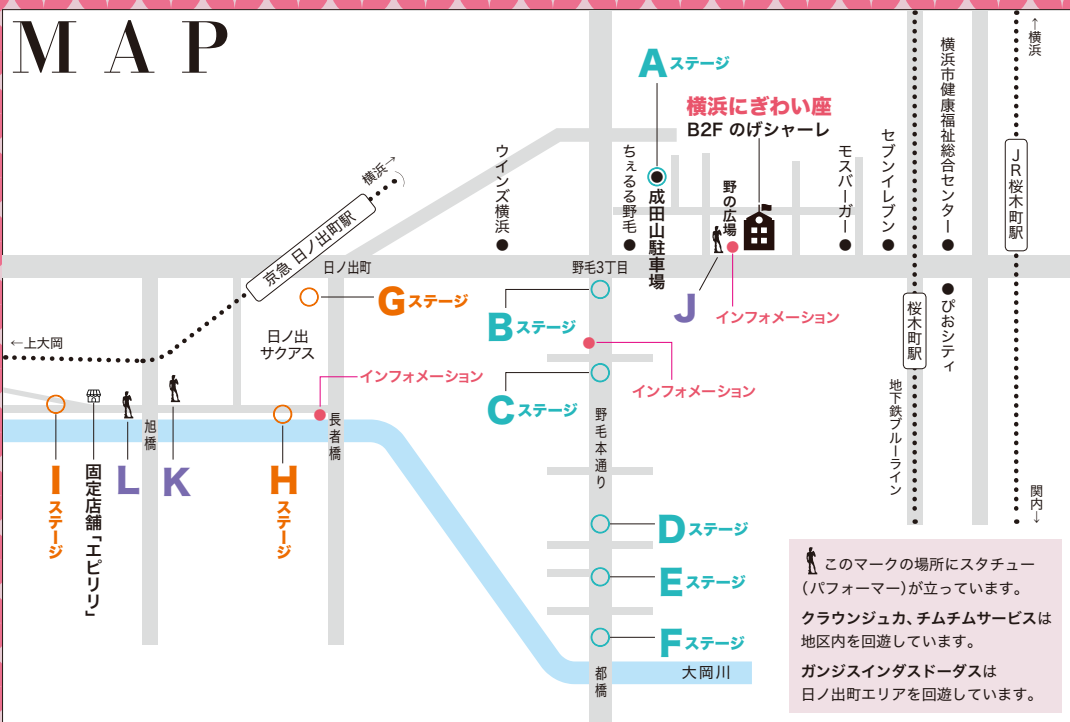 MAP
Aステージ
横浜にぎわい座
B2F のげシャーレ
↑横浜
横浜市健康福祉総合センター
JR桜木町駅
セブンイレブン
モスバーガー
野の広場
ちぇるる野毛
成田山駐車場
ウインズ横浜
横浜→
京急 日ノ出町駅
日ノ出町
野毛3丁目
Gステージ
Bステージ
J
インフォメーション
桜木町駅
ぴおシティ
←上大岡
日ノ出
サクアス
インフォメーション
インフォメーション
Cステージ
地下鉄ブルーライン
旭橋
長者橋
野毛本通り
Iステージ
固定店舗「エピリリ」
L
K
Hステージ
関内→
Dステージ
Eステージ
Fステージ
都橋
大岡川
このマークの場所にスタチュー
(パフォーマー)が立っています。
クラウンジュカ、チムチムサービスは
地区内を回遊しています。
ガンジスインダスドーダスは
日ノ出町エリアを回遊しています。